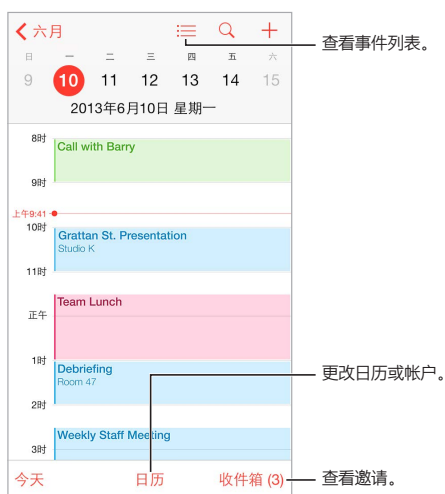 六月
查看事件列表。
日 一 二 三 四 五 六
9 10 11 12 13 14 15
2013年6月10日 星期一
8时
Call with Barry
9时
上午9:41
10时
Grattan St. Presentation
Studio K
11时
Team Lunch
正午
1时
Debriefing
Room 47
更改日历或帐户。
2时
Weekly Staff Meeting
3时
今天 日历 收件箱 (3)
查看邀请。